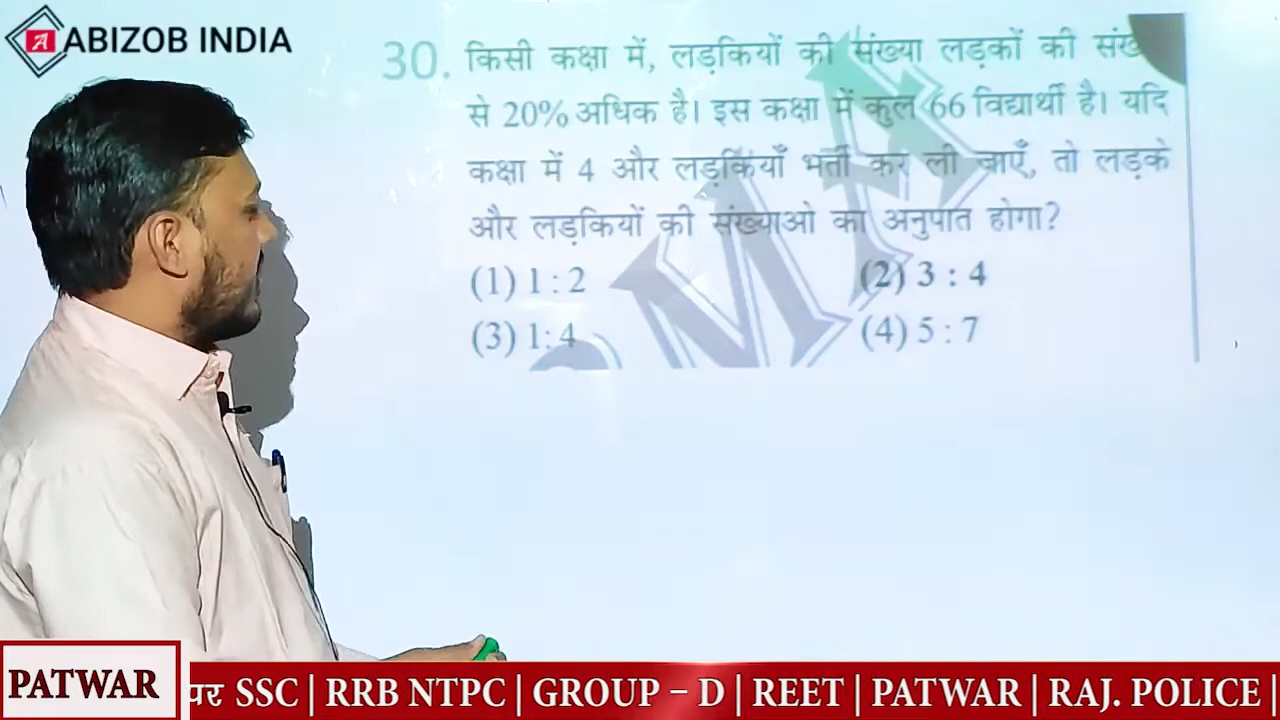 ABIZOB INDIA
30. किसी कक्षा में, लड़कियों की संख्या लड़कों की
से 20% अधिक है। इस कक्षा में कुल 66 विद्यार्थी है। यदि
कक्षा में 4 और लड़कियाँ भर्ती कर ली जाएँ, तो लड़के
और लड़कियों की संख्याओ का अनुपात होगा?
(1) 1 : 2 (2) 3 : 4
(3) 1: 4 (4) 5 : 7
PATWAR
पर SSC | RRB NTPC | GROUP – D | REET | PATWAR | RAJ. POLICE |